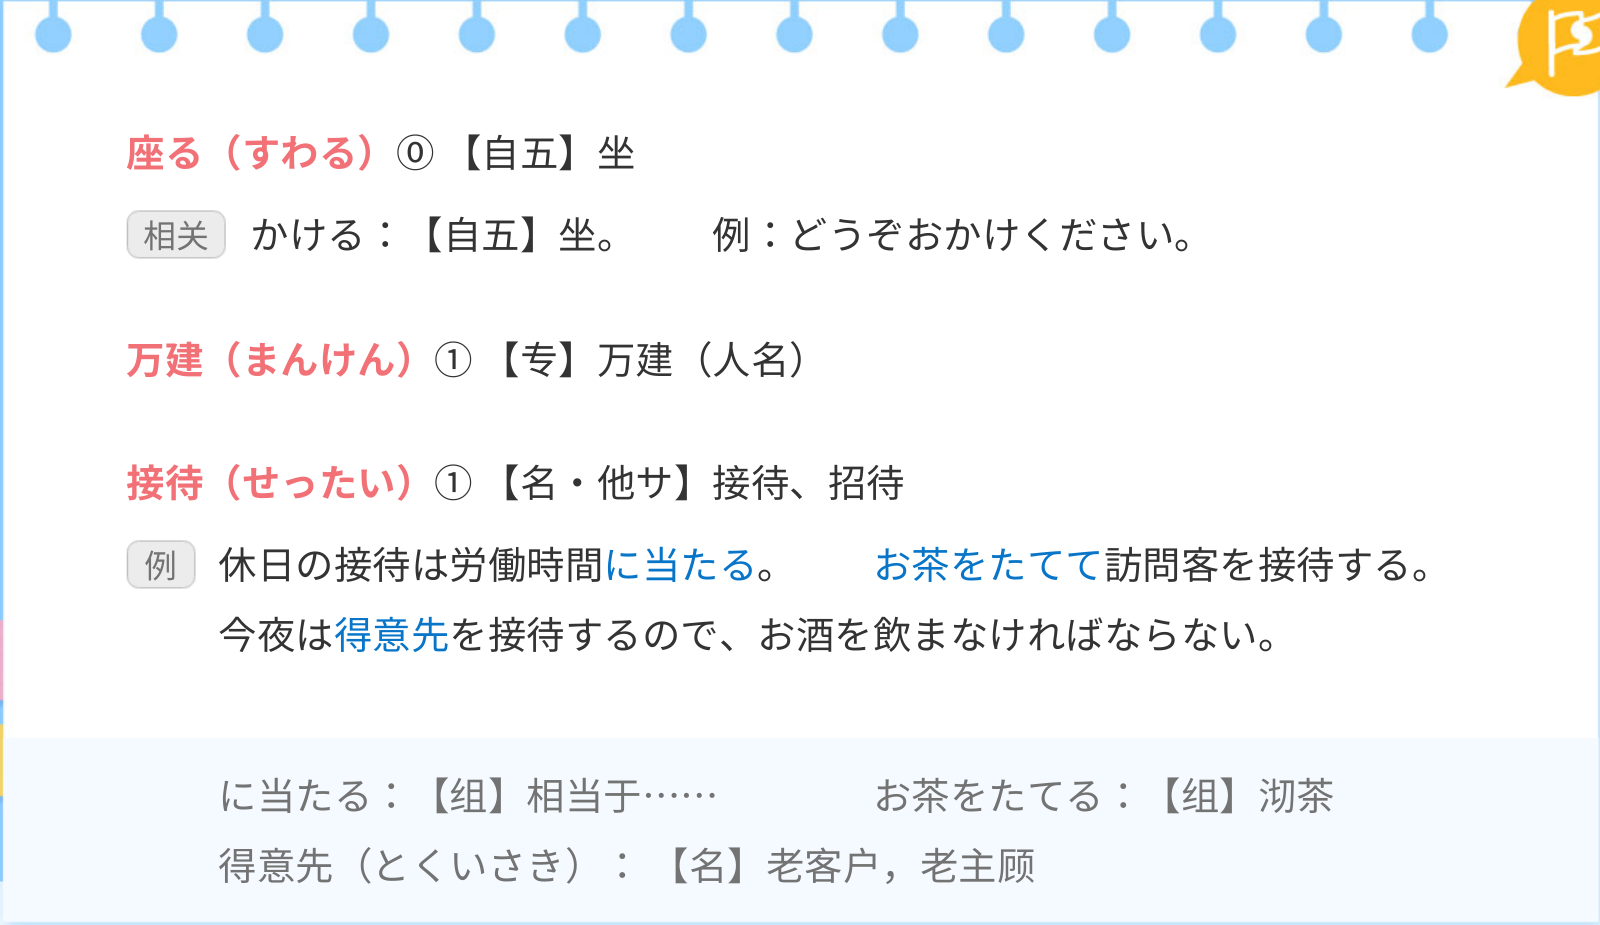 座る（すわる）⓪ 【自五】坐
相关 かける：【自五】坐。 例：どうぞおかけください。
万建（まんけん）① 【专】万建（人名）
接待（せったい）① 【名・他サ】接待、招待
例 休日の接待は労働時間に当たる。 お茶をたてて訪問客を接待する。
今夜は得意先を接待するので、お酒を飲まなければならない。
に当たる：【组】相当于…… お茶をたてる：【组】沏茶
得意先（とくいさき）：【名】老客户，老主顾